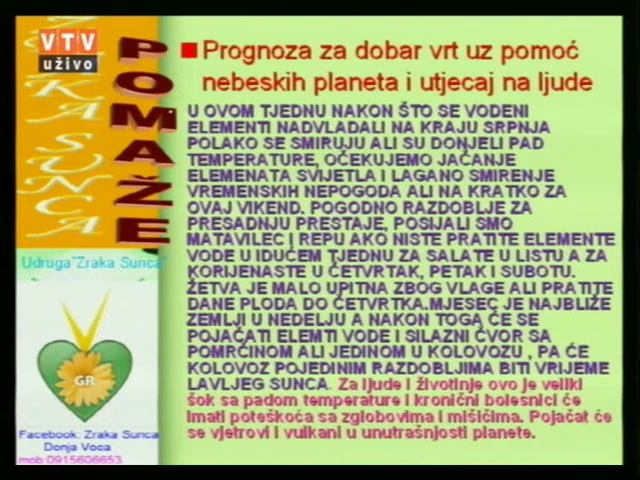 VTV
uživo
ZRAKA SUNCA
POMAŽE
Prognoza za dobar vrt uz pomoć
nebeskih planeta i utjecaj na ljude
U OVOM TJEDNU NAKON ŠTO SE VODENI
ELEMENTI NADVLADALI NA KRAJU SRPNJA
POLAKO SE SMIRUJU ALI SU DONJELI PAD
TEMPERATURE, OČEKUJEMO JAČANJE
ELEMENATA SVIJETLA I LAGANO SMIRENJE
VREMENSKIH NEPOGODA ALI NA KRATKO ZA
OVAJ VIKEND. POGODNO RAZDOBLJE ZA
PRESADNJU PRESTAJE, POSIJALI SMO
MATAVILEC I REPU AKO NISTE PRATITE ELEMENTE
VODE U IDUĆEM TJEDNU ZA SALATE U LISTU A ZA
KORIJENASTE U ČETVRTAK, PETAK I SUBOTU.
ŽETVA JE MALO UPITNA ZBOG VLAGE ALI PRATITE
DANE PLODA DO ČETVRTKA.MJESEC JE NAJBLIŽE
ZEMLJI U NEDELJU A NAKON TOGA ĆE SE
POJAČATI ELEMTI VODE I SILAZNI ČVOR SA
POMRČINOM ALI JEDINOM U KOLOVOZU , PA ĆE
KOLOVOZ POJEDINIM RAZDOBLJIMA BITI VRIJEME
LAVLJEG SUNCA. Za ljude i životinje ovo je veliki
šok sa padom temperature i kronični bolesnici će
imati poteškoća sa zglobovima i mišićima. Pojačat će
se vjetrovi i vulkani u unutrašnjosti planete.
Udruga"Zraka Sunca"
GR
Facebook: Zraka Sunca
Donja Voca
mob:0915606653